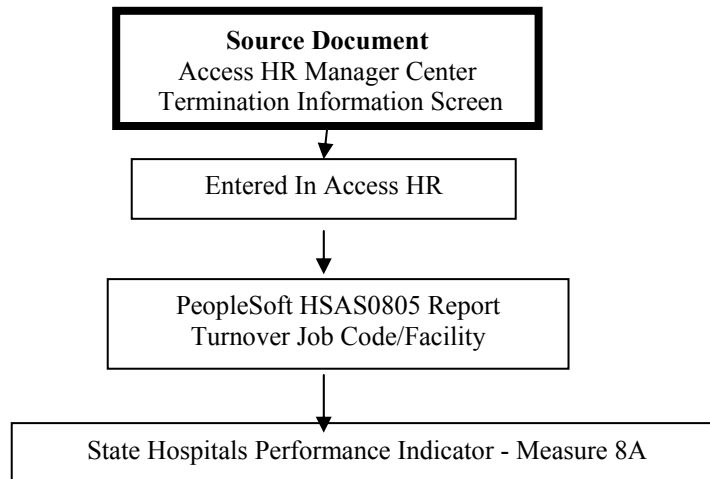 Source Document
Access HR Manager Center
Termination Information Screen
Entered In Access HR
PeopleSoft HSAS0805 Report
Turnover Job Code/Facility
State Hospitals Performance Indicator - Measure 8A